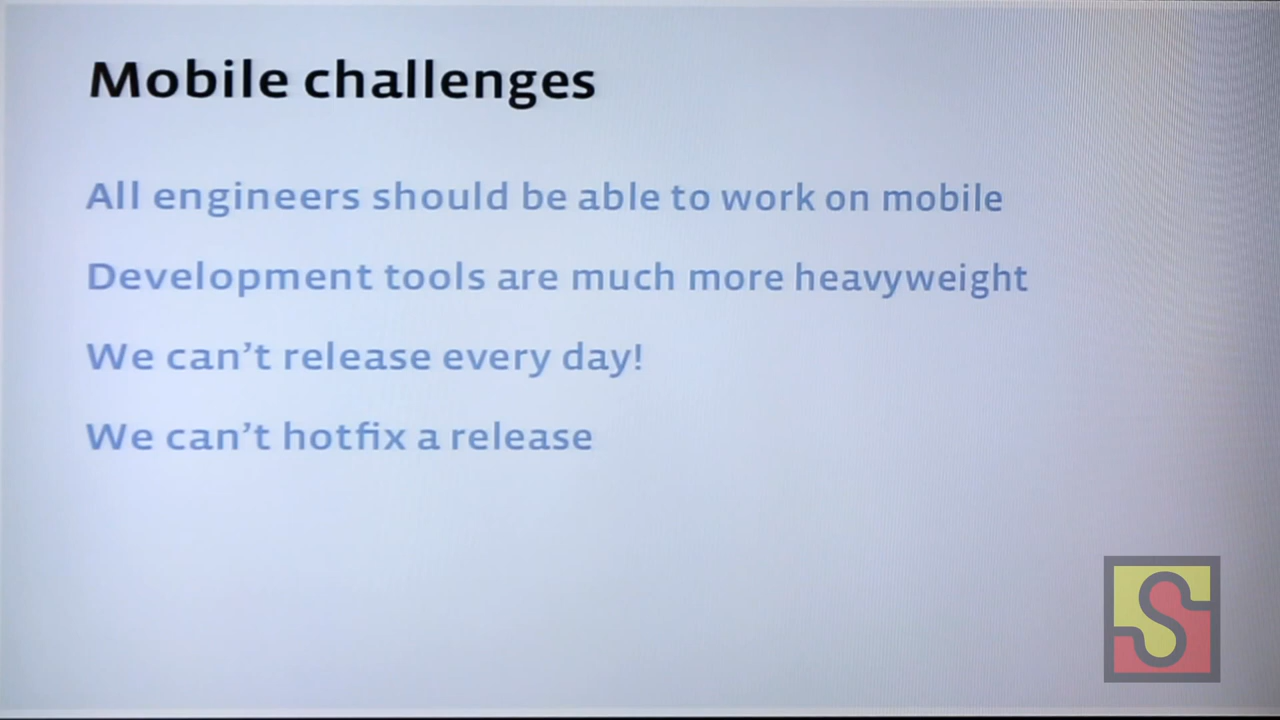 Mobile challenges
All engineers should be able to work on mobile
Development tools are much more heavyweight
We can’t release every day!
We can’t hotfix a release